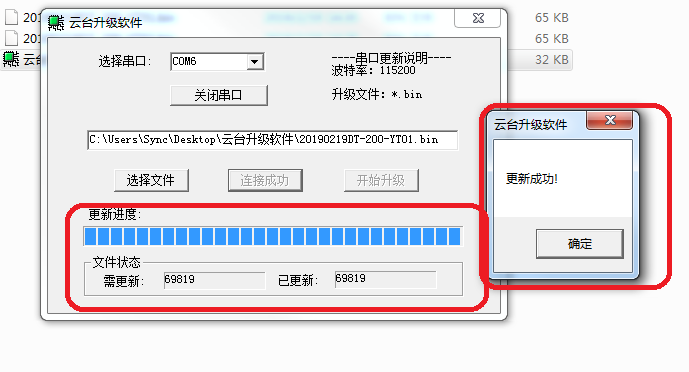 20
65 KB
20
65 KB
云台
32 KB
云台升级软件
选择串口:
COM6
----串口更新说明----
波特率: 115200
关闭串口
升级文件: *.bin
C:\Users\Sync\Desktop\云台升级软件\20190219DT-200-YT01.bin
选择文件
连接成功
开始升级
更新进度:
文件状态
需更新:
69819
已更新:
69819
云台升级软件
更新成功!
确定